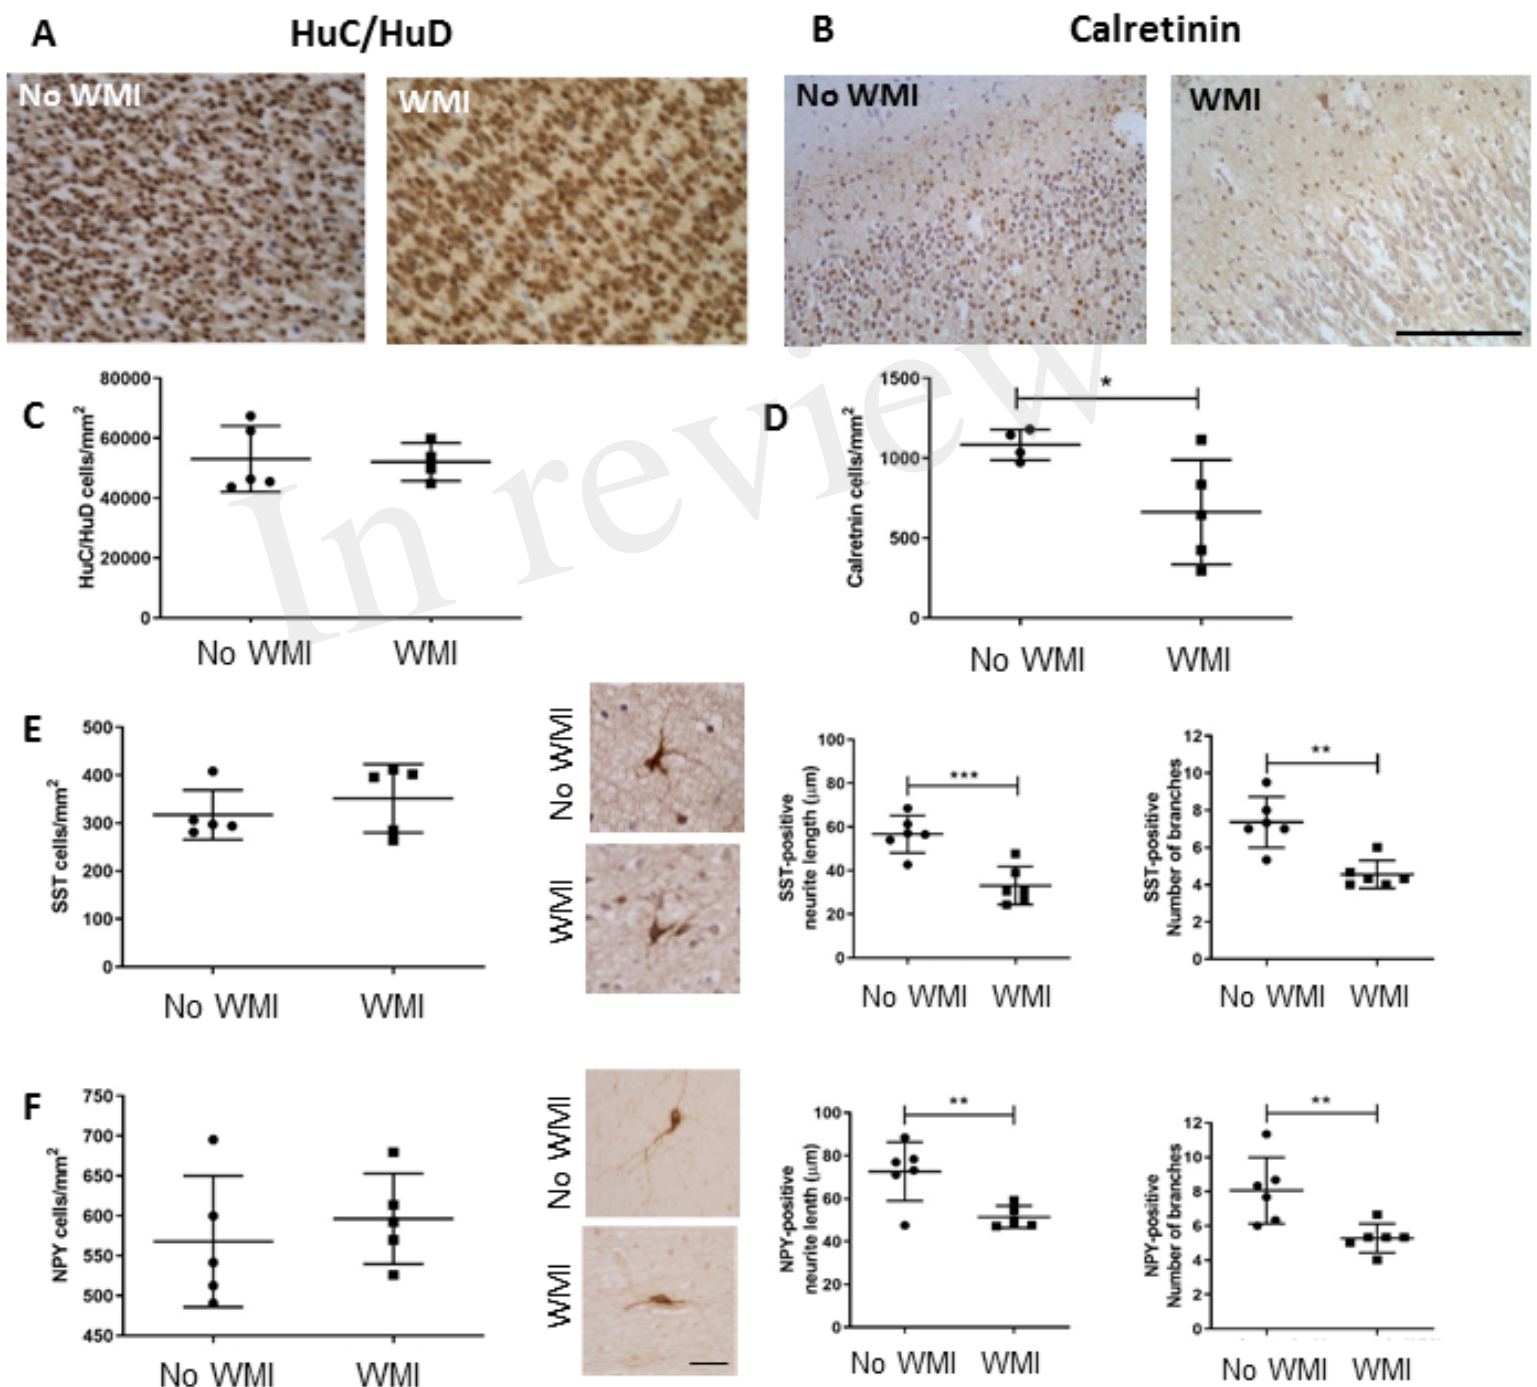 A HuC/HuD
B Calretinin
No WMI
WMI
No WMI
WMI
In review
C
HuC/HuD cells/mm²
80000
60000
40000
20000
0
No WMI
WMI
D
Calretnin cells/mm²
1500
1000
500
0
*
No WMI
WMI
E
SST cells/mm²
500
400
300
200
100
0
No WMI
WMI
No WMI
WMI
SST-positive
neurite length (μm)
100
80
60
40
20
0
***
No WMI
WMI
SST-positive
Number of branches
12
10
8
6
4
2
0
**
No WMI
WMI
F
NPY cells/mm²
750
700
650
600
550
500
450
No WMI
WMI
No WMI
WMI
NPY-positive
neurite lenth (μm)
100
80
60
40
20
0
**
No WMI
WMI
NPY-positive
Number of branches
12
10
8
6
4
2
0
**
No WMI
WMI